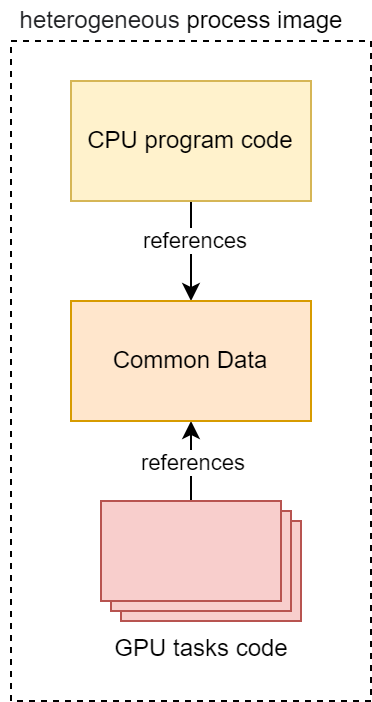 heterogeneous process image
CPU program code
references
Common Data
references
GPU tasks code